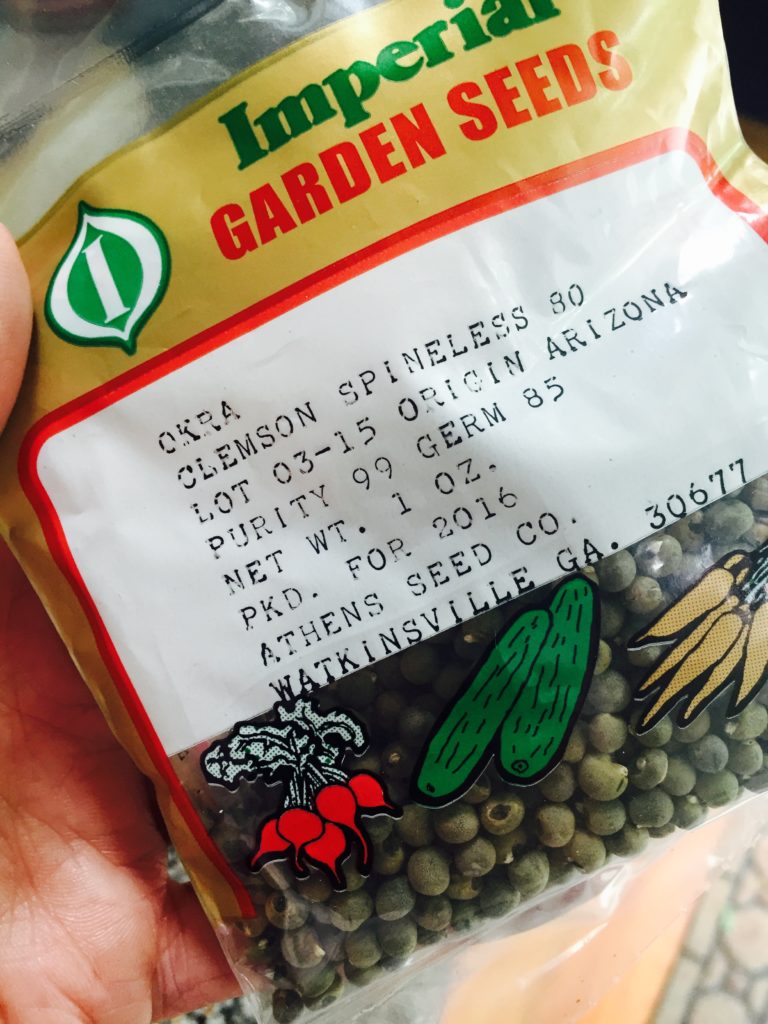 Imperial
GARDEN SEEDS
I
OKRA
CLEMSON SPINELESS 80
LOT 03-15 ORIGIN ARIZONA
PURITY 99 GERM 85
NET WT. 1 OZ.
PKD. FOR 2016
ATHENS SEED CO.
WATKINSVILLE GA. 30677